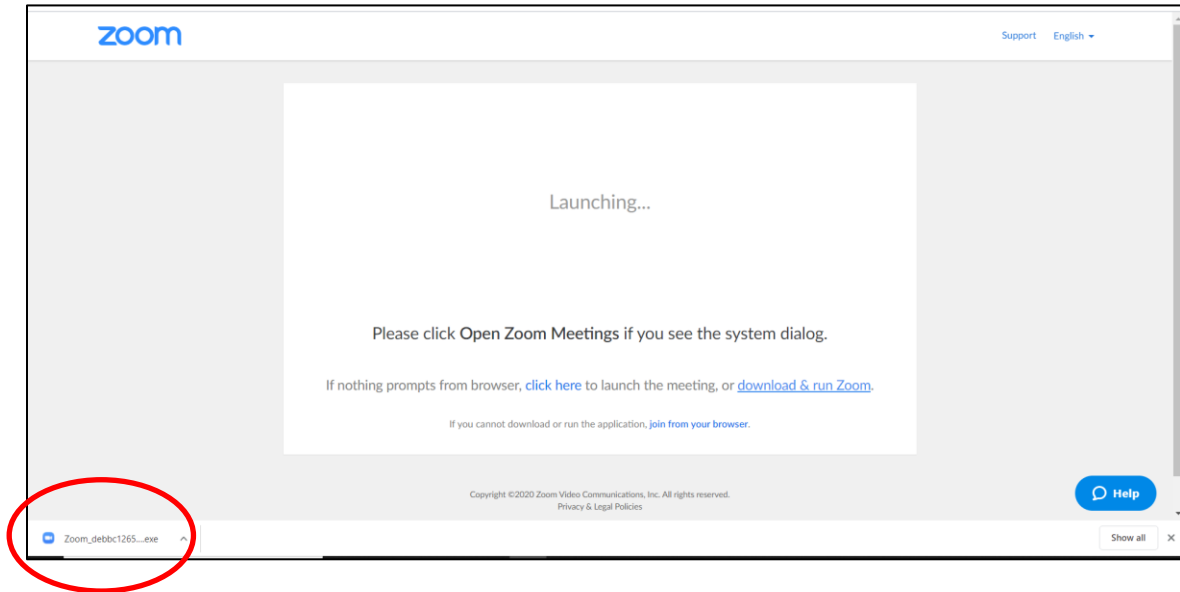 zoom
Support English
Launching...
Please click Open Zoom Meetings if you see the system dialog.
If nothing prompts from browser, click here to launch the meeting, or download & run Zoom.
If you cannot download or run the application, join from your browser.
Copyright ©2020 Zoom Video Communications, Inc. All rights reserved.
Privacy & Legal Policies
Help
Zoom_debbc1265....exe
Show all